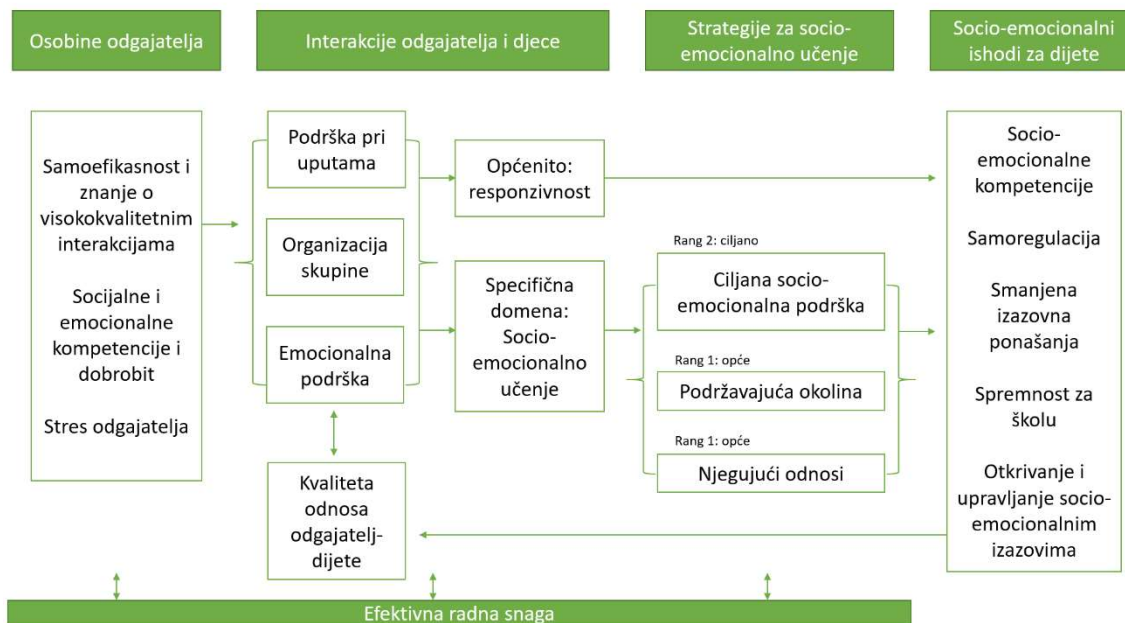 Osobine odgajatelja
Interakcije odgajatelja i djece
Strategije za socio-
emocionalno učenje
Socio-emocionalni
ishodi za dijete
Samoefikasnost i
znanje o
visokokvalitetnim
interakcijama
Socijalne i
emocionalne
kompetencije i
dobrobit
Stres odgajatelja
Podrška pri
uputama
Organizacija
skupine
Emocionalna
podrška
Kvaliteta
odnosa
odgajatelj-
dijete
Općenito:
responzivnost
Specifična
domena:
Socio-
emocionalno
učenje
Rang 2: ciljano
Ciljana socio-
emocionalna podrška
Rang 1: opće
Podržavajuća okolina
Rang 1: opće
Njegujući odnosi
Socio-
emocionalne
kompetencije
Samoregulacija
Smanjena
izazovna
ponašanja
Spremnost za
školu
Otkrivanje i
upravljanje socio-
emocionalnim
izazovima
Efektivna radna snaga